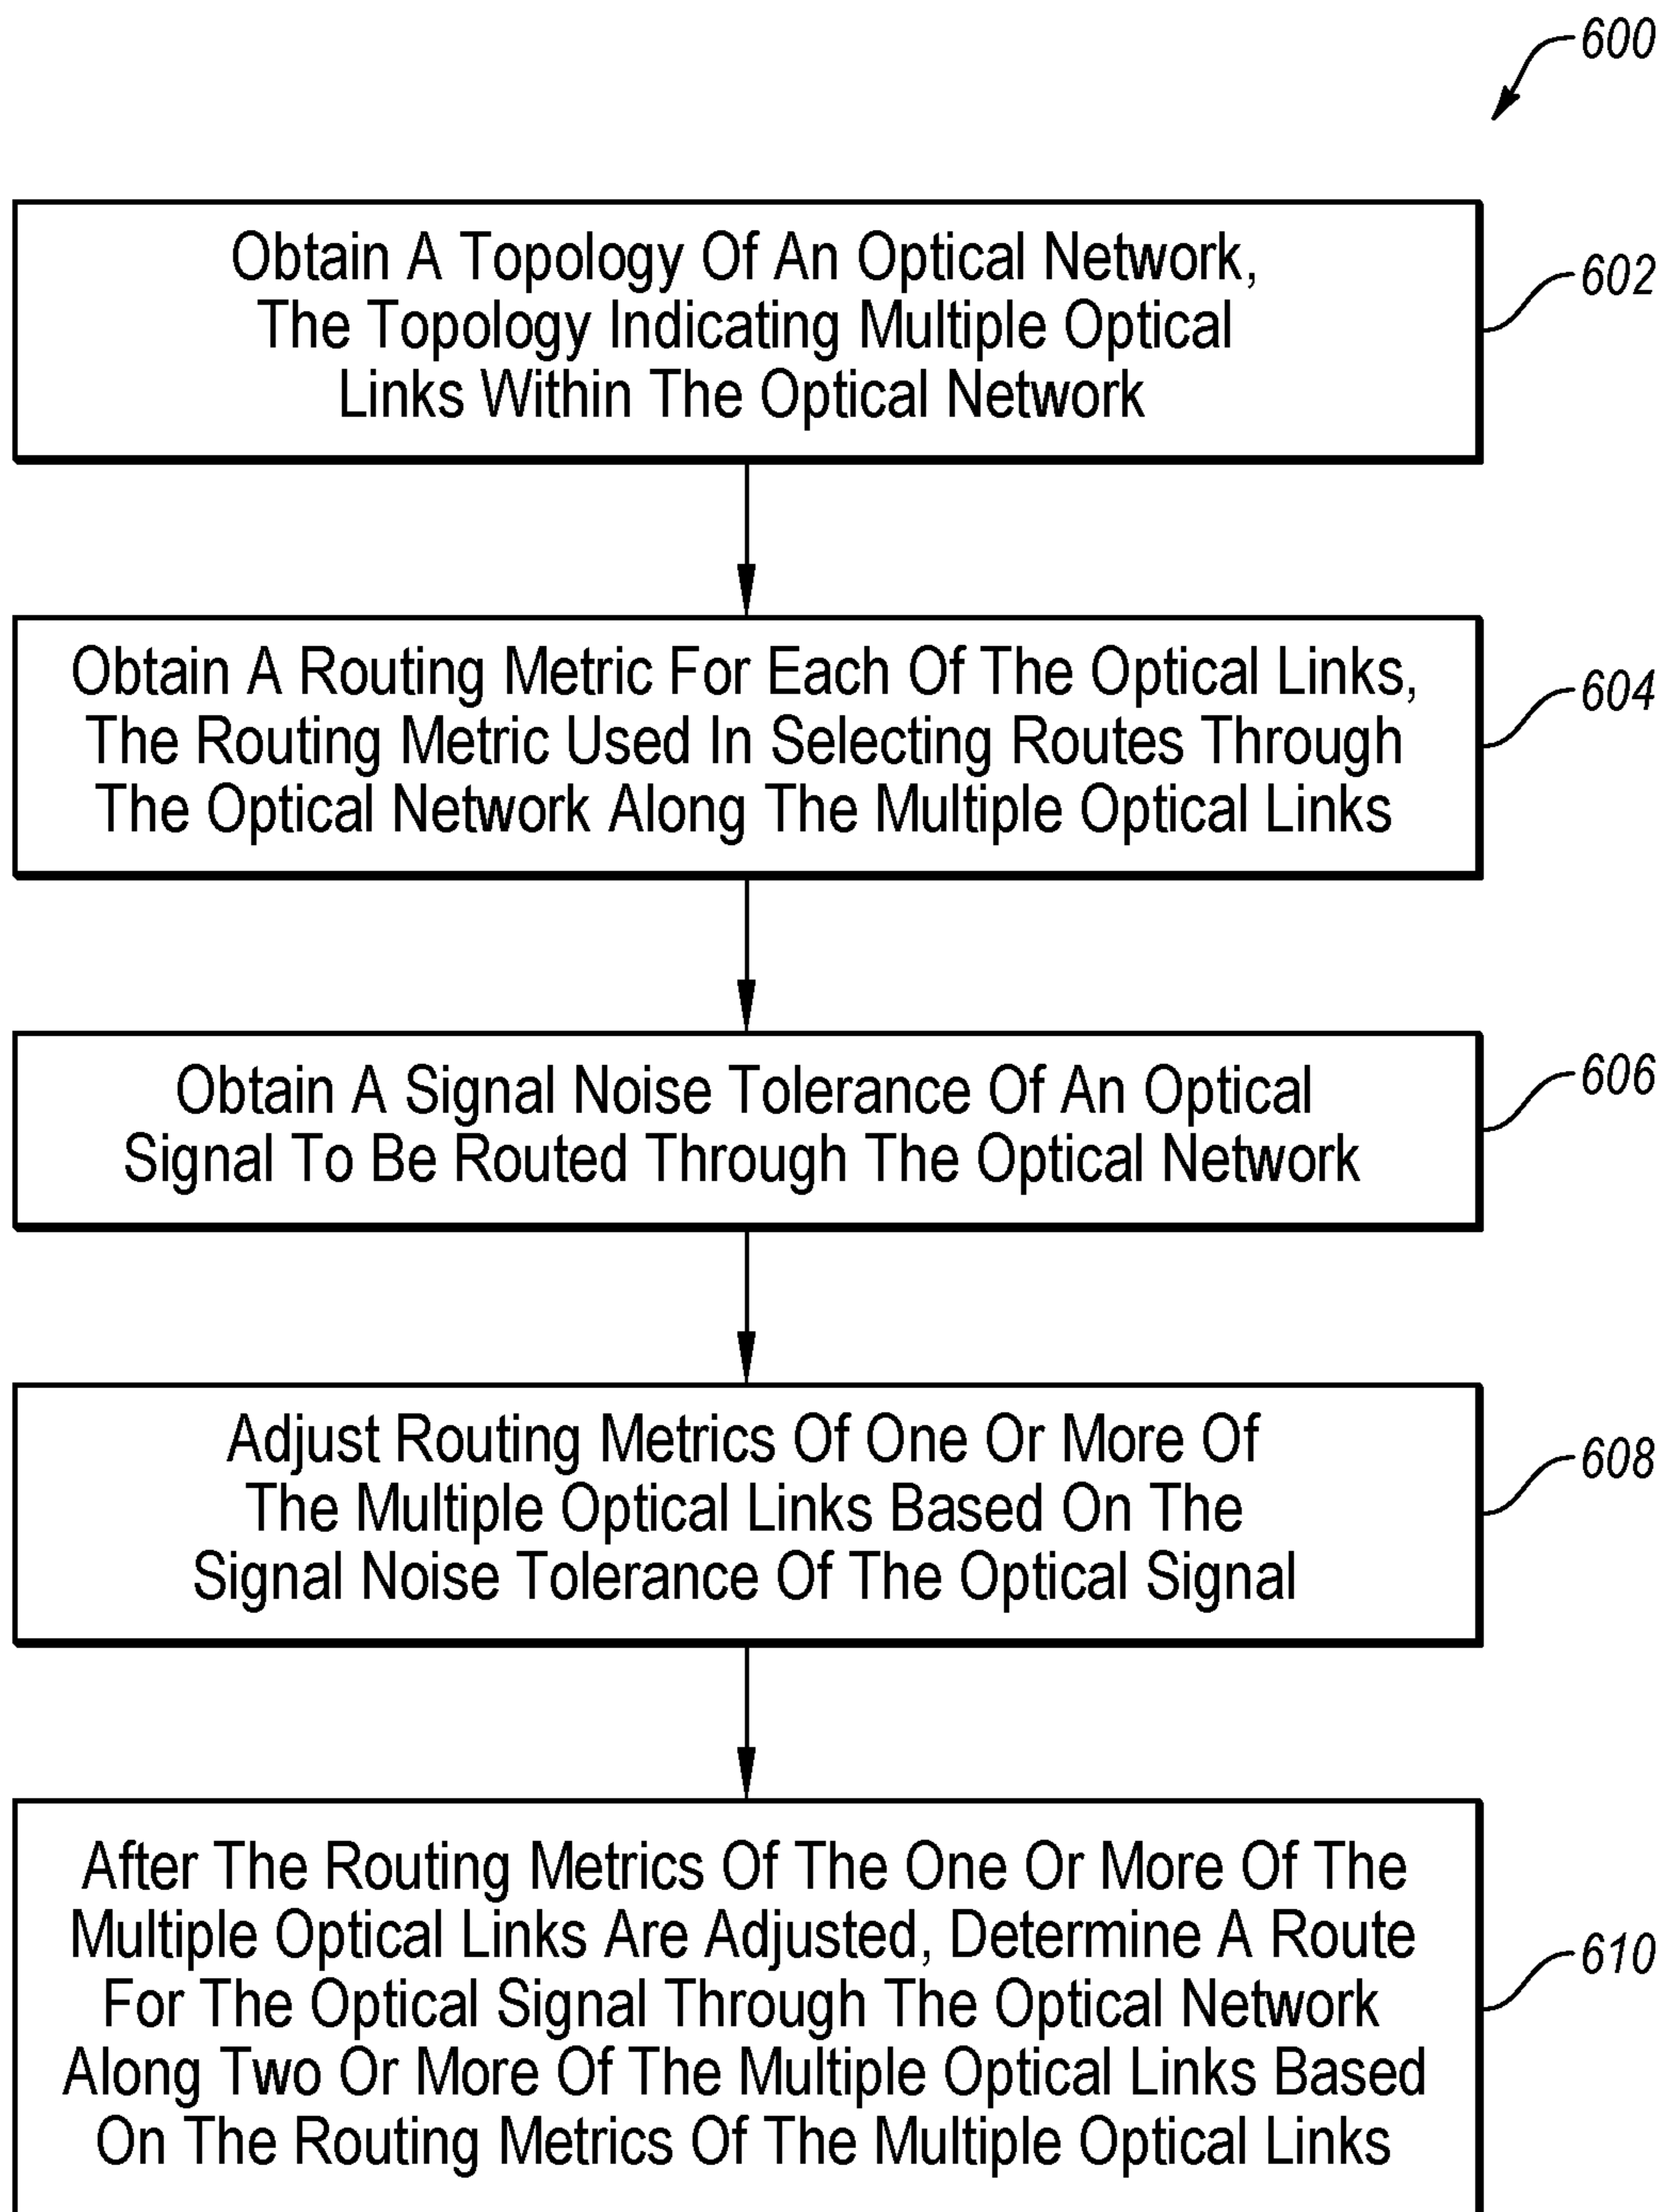 600
Obtain A Topology Of An Optical Network,
The Topology Indicating Multiple Optical
Links Within The Optical Network
602
Obtain A Routing Metric For Each Of The Optical Links,
The Routing Metric Used In Selecting Routes Through
The Optical Network Along The Multiple Optical Links
604
Obtain A Signal Noise Tolerance Of An Optical
Signal To Be Routed Through The Optical Network
606
Adjust Routing Metrics Of One Or More Of
The Multiple Optical Links Based On The
Signal Noise Tolerance Of The Optical Signal
608
After The Routing Metrics Of The One Or More Of The
Multiple Optical Links Are Adjusted, Determine A Route
For The Optical Signal Through The Optical Network
Along Two Or More Of The Multiple Optical Links Based
On The Routing Metrics Of The Multiple Optical Links
610